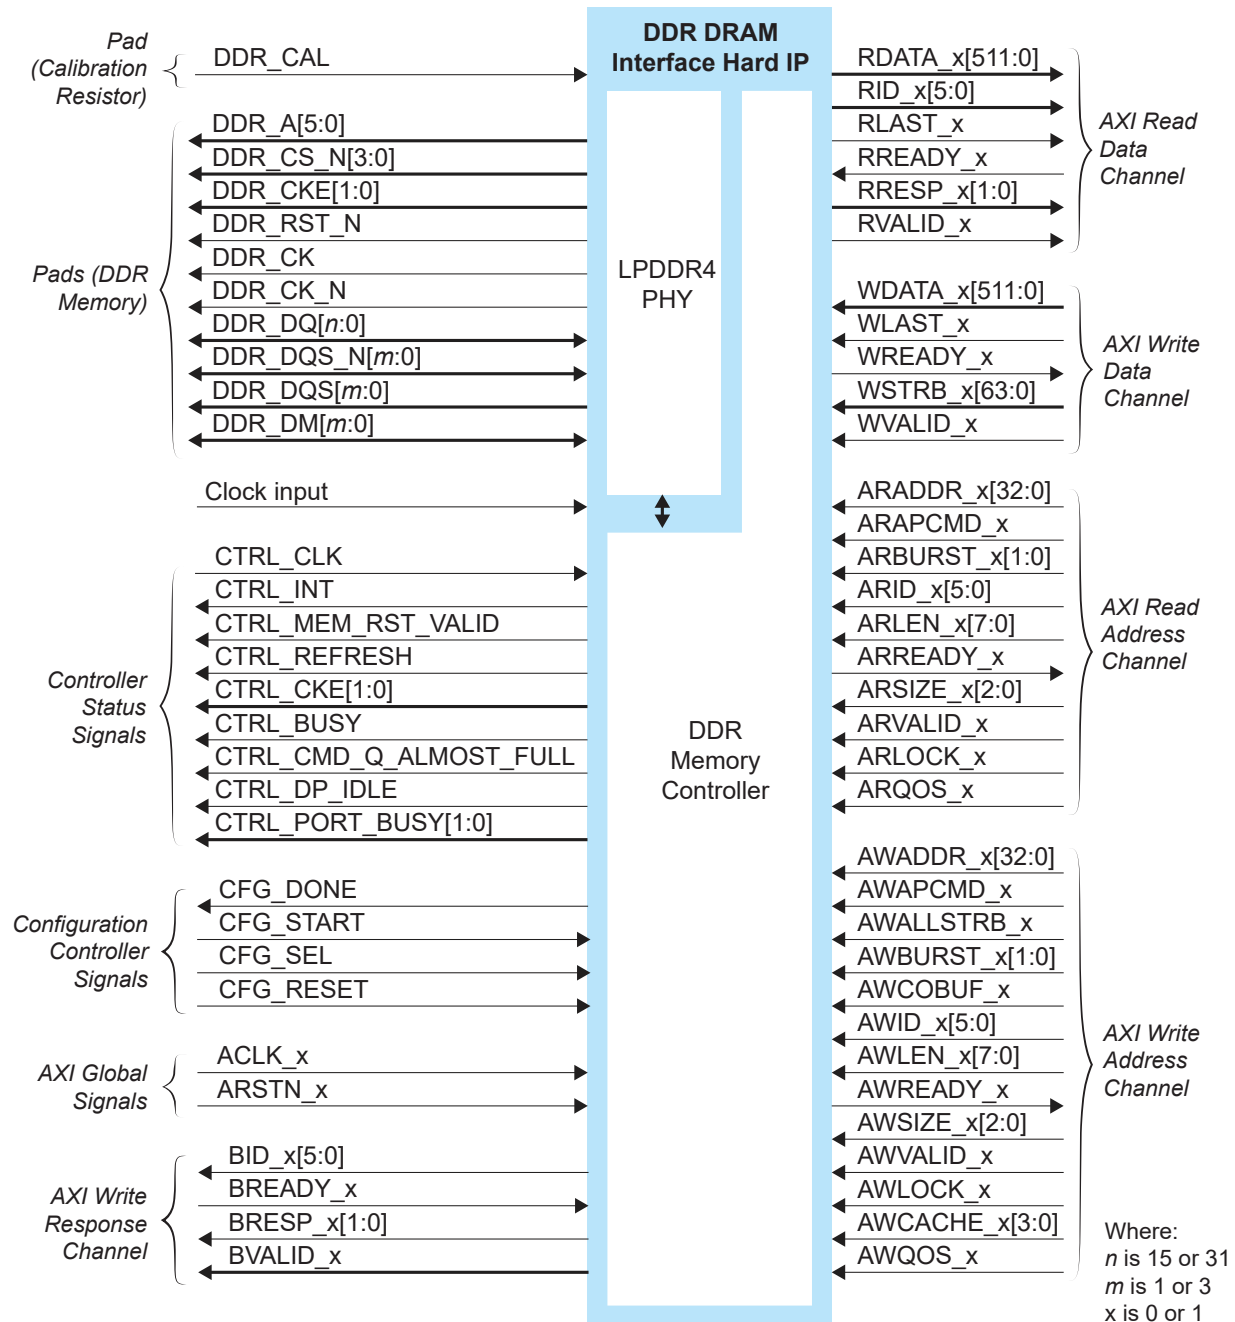 Pad
(Calibration
Resistor)
DDR_CAL
Pads (DDR
Memory)
DDR_A[5:0]
DDR_CS_N[3:0]
DDR_CKE[1:0]
DDR_RST_N
DDR_CK
DDR_CK_N
DDR_DQ[n:0]
DDR_DQS_N[m:0]
DDR_DQS[m:0]
DDR_DM[m:0]
Clock input
Controller
Status
Signals
CTRL_CLK
CTRL_INT
CTRL_MEM_RST_VALID
CTRL_REFRESH
CTRL_CKE[1:0]
CTRL_BUSY
CTRL_CMD_Q_ALMOST_FULL
CTRL_DP_IDLE
CTRL_PORT_BUSY[1:0]
Configuration
Controller
Signals
CFG_DONE
CFG_START
CFG_SEL
CFG_RESET
AXI Global
Signals
ACLK_x
ARSTN_x
AXI Write
Response
Channel
BID_x[5:0]
BREADY_x
BRESP_x[1:0]
BVALID_x
DDR DRAM
Interface Hard IP
LPDDR4
PHY
DDR
Memory
Controller
RDATA_x[511:0]
RID_x[5:0]
RLAST_x
RREADY_x
RRESP_x[1:0]
RVALID_x
AXI Read
Data
Channel
WDATA_x[511:0]
WLAST_x
WREADY_x
WSTRB_x[63:0]
WVALID_x
AXI Write
Data
Channel
ARADDR_x[32:0]
ARAPCMD_x
ARBURST_x[1:0]
ARID_x[5:0]
ARLEN_x[7:0]
ARREADY_x
ARSIZE_x[2:0]
ARVALID_x
ARLOCK_x
ARQOS_x
AXI Read
Address
Channel
AWADDR_x[32:0]
AWAPCMD_x
AWALLSTRB_x
AWBURST_x[1:0]
AWCOBUF_x
AWID_x[5:0]
AWLEN_x[7:0]
AWREADY_x
AWSIZE_x[2:0]
AWVALID_x
AWLOCK_x
AWCACHE_x[3:0]
AWQOS_x
AXI Write
Address
Channel
Where:
n is 15 or 31
m is 1 or 3
x is 0 or 1